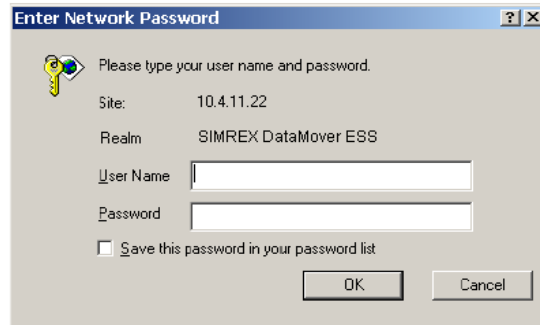 Enter Network Password
Please type your user name and password.
Site: 10.4.11.22
Realm SIMREX DataMover ESS
User Name
Password
Save this password in your password list
OK Cancel